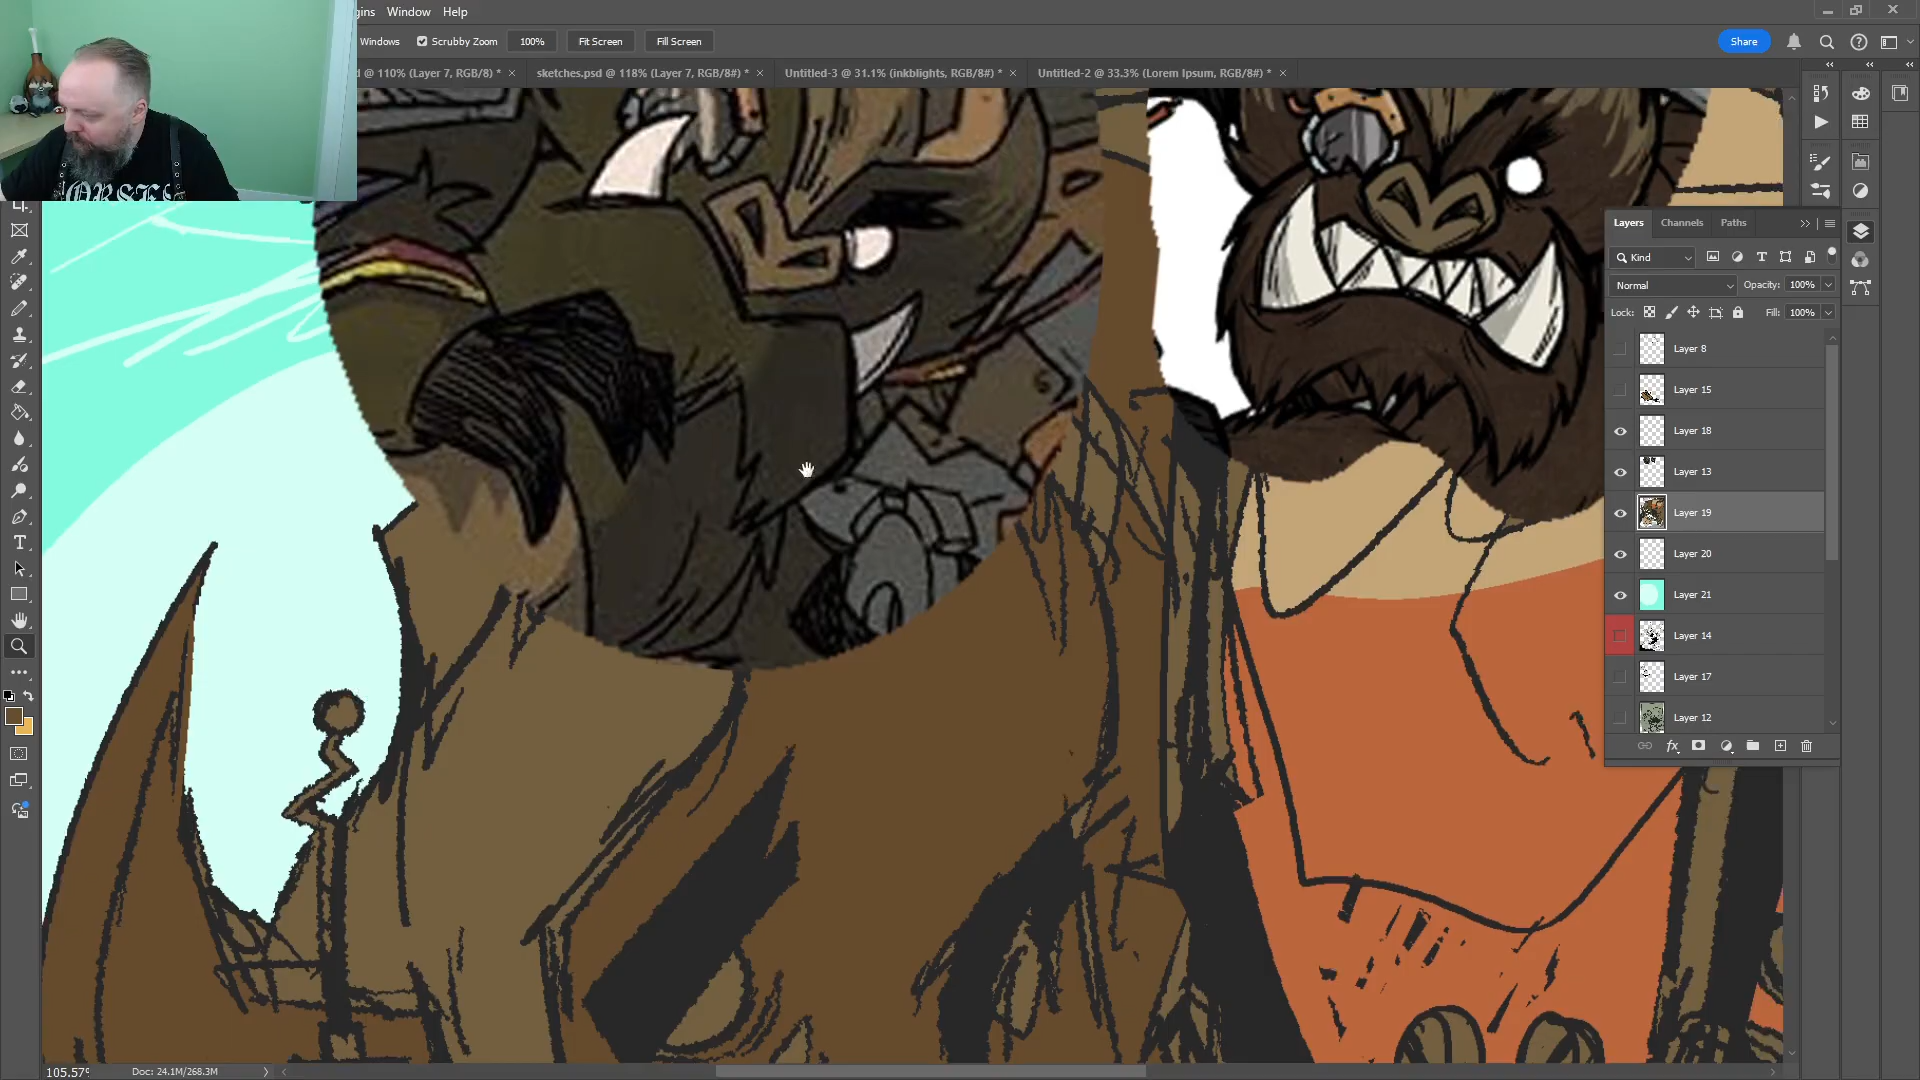 gins Window Help
Windows Scrubby Zoom 100% Fit Screen Fill Screen Share
d @ 110% (Layer 7, RGB/8) * × sketches.psd @ 118% (Layer 7, RGB/8#) * × Untitled-3 @ 31.1% (inkblights, RGB/8#) * × Untitled-2 @ 33.3% (Lorem Ipsum, RGB/8#) * ×
Layers Channels Paths
Kind
Normal Opacity: 100%
Lock: Fill: 100%
Layer 8
Layer 15
Layer 18
Layer 13
Layer 19
Layer 20
Layer 21
Layer 14
Layer 17
Layer 12
fx
105.57% Doc: 24.1M/268.3M